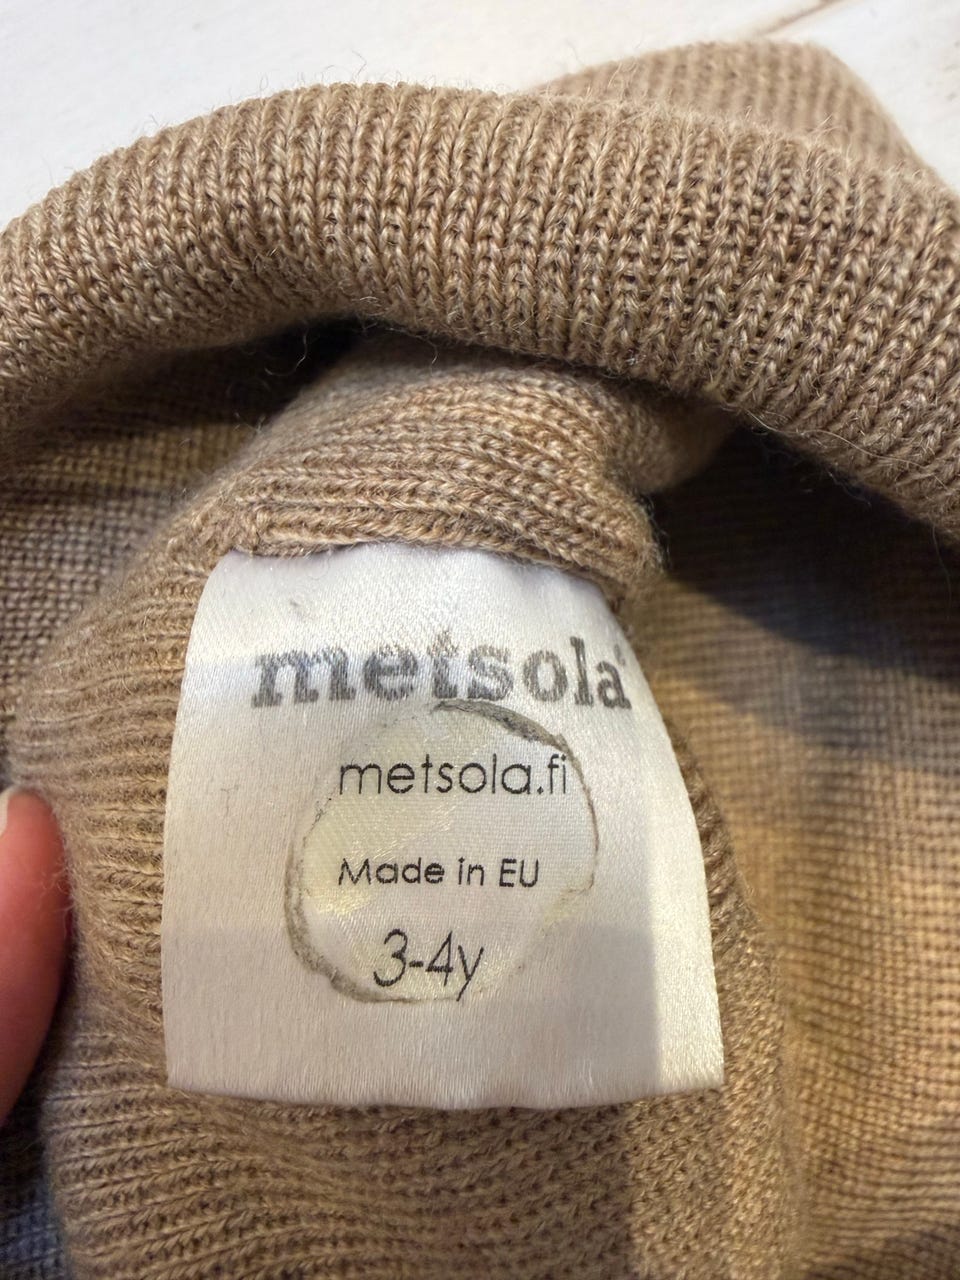 metsola
metsola.fi
Made in EU
3-4y